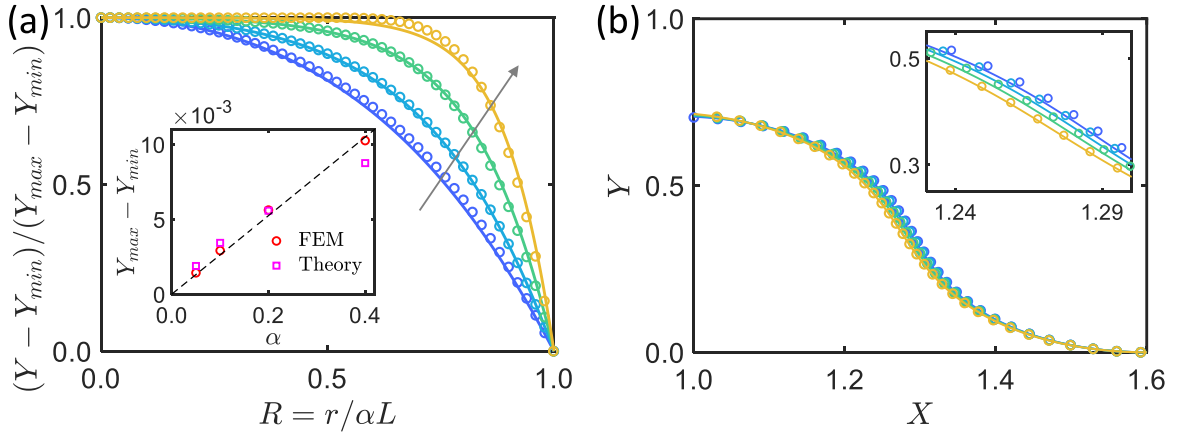 (a)
(Y − Y_min)/(Y_max − Y_min)
1.0
0.5
0.0
0.0
0.5
1.0
R = r/αL
×10⁻³
Y_max − Y_min
10
5
0
0.0
0.2
0.4
α
FEM
Theory
(b)
Y
1.0
0.5
0.0
1.0
1.2
1.4
1.6
X
0.5
0.3
1.24
1.29